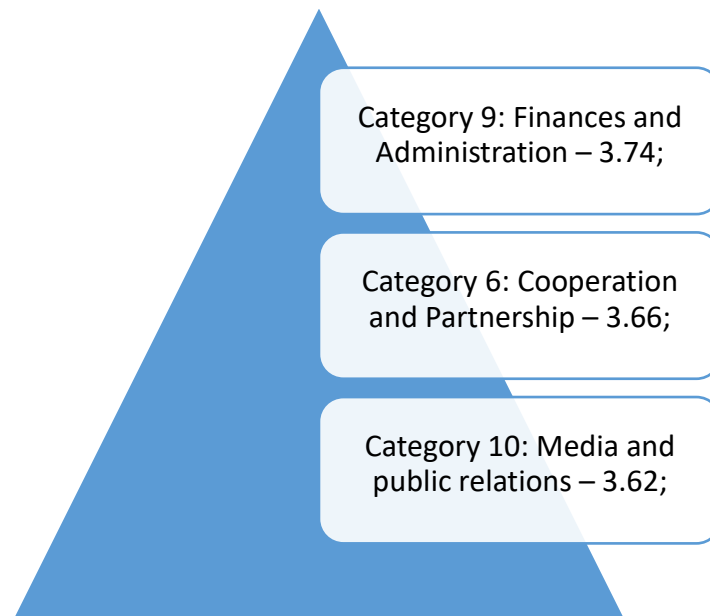 Category 9: Finances and
Administration – 3.74;
Category 6: Cooperation
and Partnership – 3.66;
Category 10: Media and
public relations – 3.62;